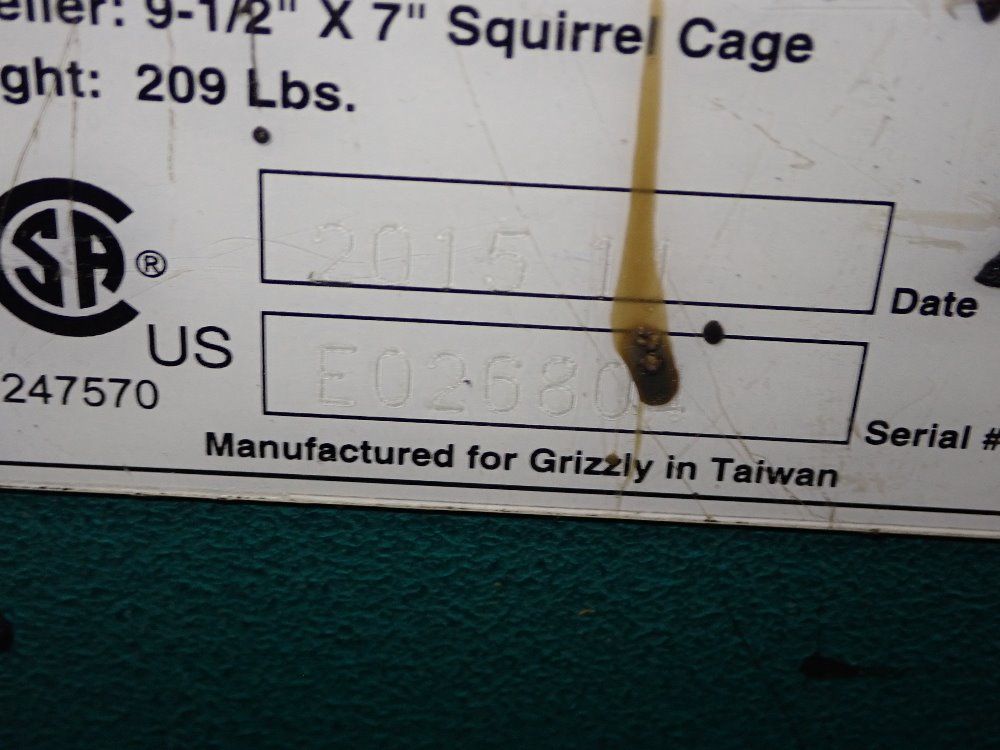 eller: 9-1/2" X 7" Squirrel Cage
ght: 209 Lbs.
SA ®
US
247570
2015 11
Date
Serial #
Manufactured for Grizzly in Taiwan